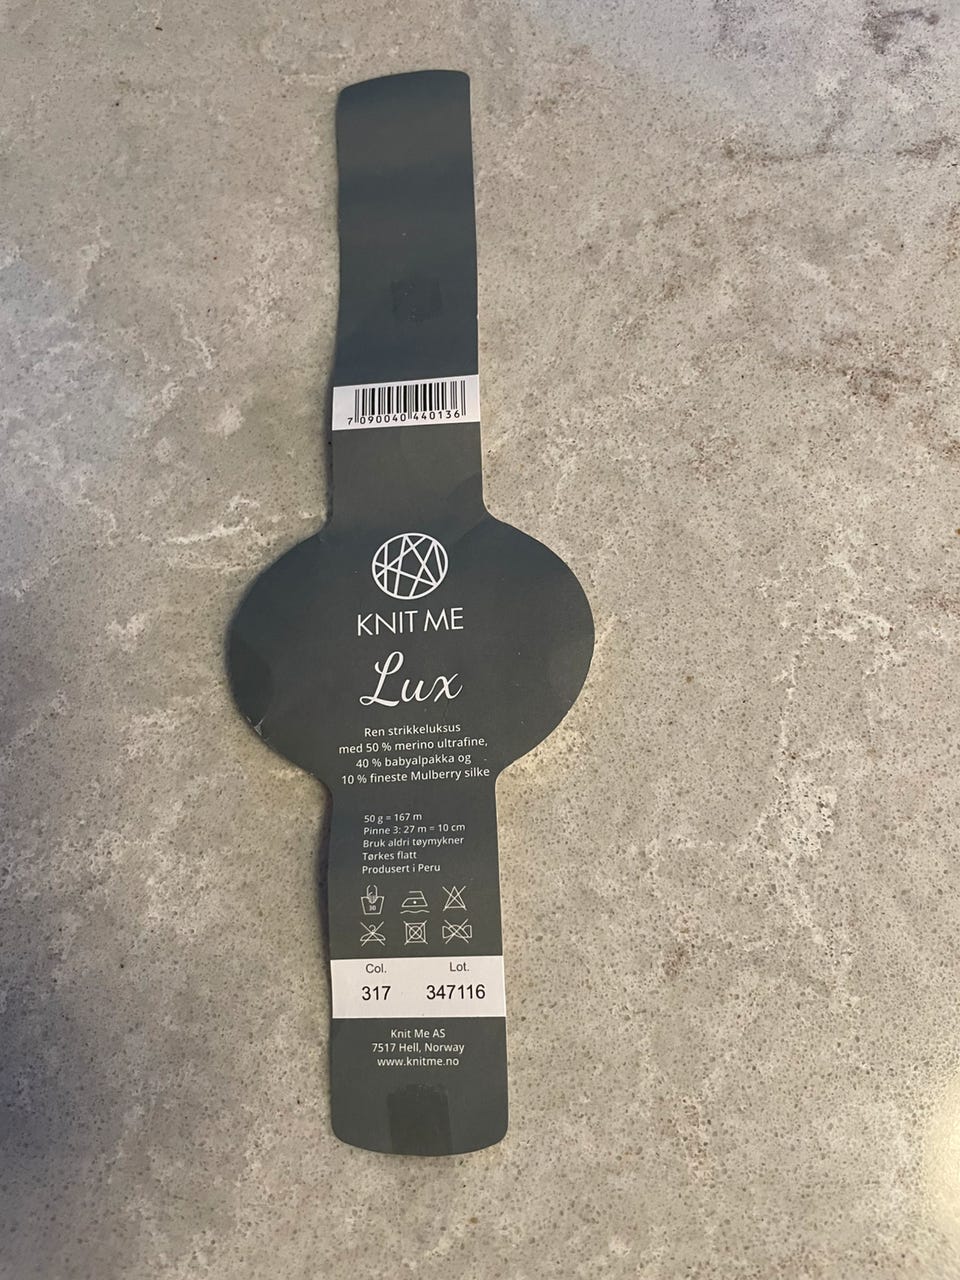 7 090040 440136
KNIT ME
Lux
Ren strikkeluksus
med 50 % merino ultrafine,
40 % babyalpakka og
10 % fineste Mulberry silke
50 g = 167 m
Pinne 3: 27 m = 10 cm
Bruk aldri tøymykner
Tørkes flatt
Produsert i Peru
30
Col. Lot.
317 347116
Knit Me AS
7517 Hell, Norway
www.knitme.no